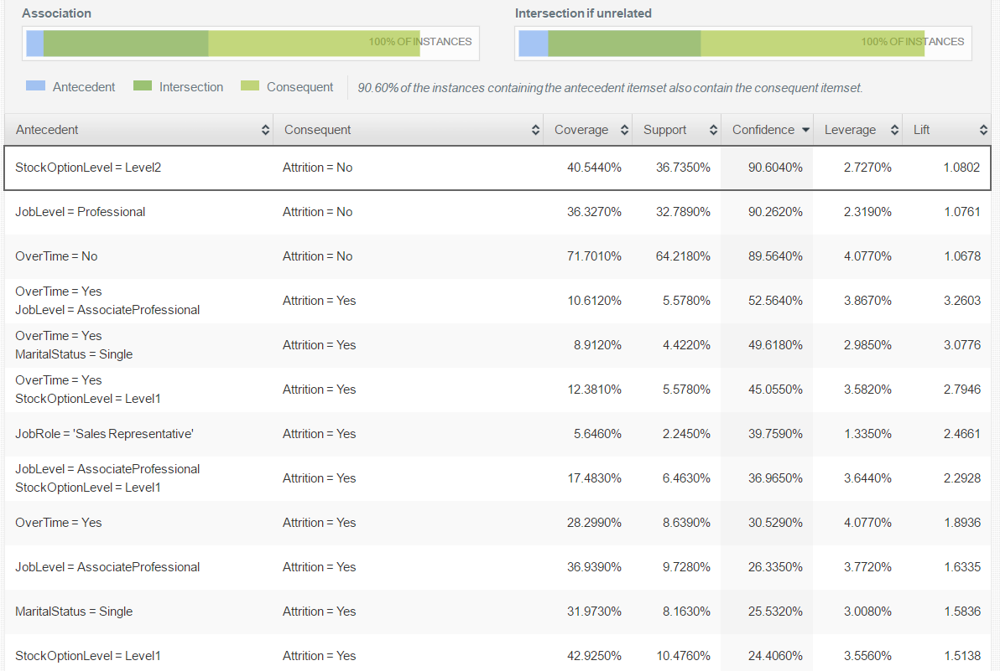 Association
Intersection if unrelated
100% OF INSTANCES
100% OF INSTANCES
Antecedent Intersection Consequent 90.60% of the instances containing the antecedent itemset also contain the consequent itemset.
Antecedent Consequent Coverage Support Confidence Leverage Lift
StockOptionLevel = Level2 Attrition = No 40.5440% 36.7350% 90.6040% 2.7270% 1.0802
JobLevel = Professional Attrition = No 36.3270% 32.7890% 90.2620% 2.3190% 1.0761
OverTime = No Attrition = No 71.7010% 64.2180% 89.5640% 4.0770% 1.0678
OverTime = Yes
JobLevel = AssociateProfessional
Attrition = Yes 10.6120% 5.5780% 52.5640% 3.8670% 3.2603
OverTime = Yes
MaritalStatus = Single
Attrition = Yes 8.9120% 4.4220% 49.6180% 2.9850% 3.0776
OverTime = Yes
StockOptionLevel = Level1
Attrition = Yes 12.3810% 5.5780% 45.0550% 3.5820% 2.7946
JobRole = 'Sales Representative' Attrition = Yes 5.6460% 2.2450% 39.7590% 1.3350% 2.4661
JobLevel = AssociateProfessional
StockOptionLevel = Level1
Attrition = Yes 17.4830% 6.4630% 36.9650% 3.6440% 2.2928
OverTime = Yes Attrition = Yes 28.2990% 8.6390% 30.5290% 4.0770% 1.8936
JobLevel = AssociateProfessional Attrition = Yes 36.9390% 9.7280% 26.3350% 3.7720% 1.6335
MaritalStatus = Single Attrition = Yes 31.9730% 8.1630% 25.5320% 3.0080% 1.5836
StockOptionLevel = Level1 Attrition = Yes 42.9250% 10.4760% 24.4060% 3.5560% 1.5138